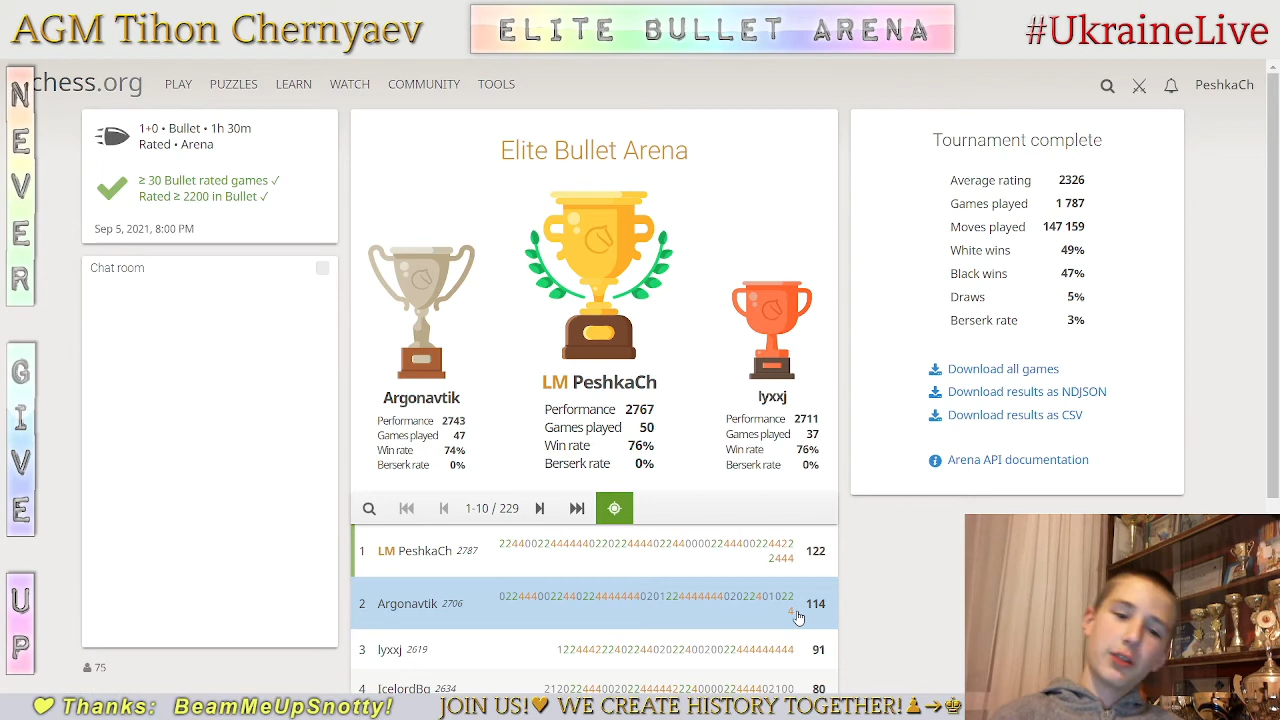 AGM Tihon Chernyaev
ELITE BULLET ARENA
#UkraineLive
NEVER
GIVE
UP
chess.org
PLAY PUZZLES LEARN WATCH COMMUNITY TOOLS
PeshkaCh
1+0 • Bullet • 1h 30m
Rated • Arena
≥ 30 Bullet rated games ✓
Rated ≥ 2200 in Bullet ✓
Sep 5, 2021, 8:00 PM
Chat room
75
Elite Bullet Arena
Argonavtik
Performance 2743
Games played 47
Win rate 74%
Berserk rate 0%
LM PeshkaCh
Performance 2767
Games played 50
Win rate 76%
Berserk rate 0%
lyxxj
Performance 2711
Games played 37
Win rate 76%
Berserk rate 0%
1-10 / 229
1 LM PeshkaCh 2787 122
2 Argonavtik 2706 114
3 lyxxj 2619 91
4 IcelordBg 2634 80
Tournament complete
Average rating 2326
Games played 1 787
Moves played 147 159
White wins 49%
Black wins 47%
Draws 5%
Berserk rate 3%
Download all games
Download results as NDJSON
Download results as CSV
Arena API documentation
Thanks: BeamMeUpSnotty!
JOIN US! WE CREATE HISTORY TOGETHER!